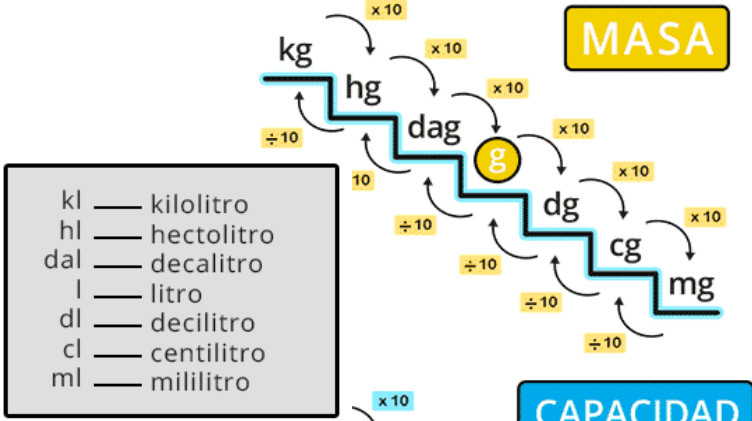 x 10
MASA
kg
x 10
hg
x 10
dag
÷10
x 10
g
10
x 10
dg
÷10
x 10
cg
÷10
mg
÷10
÷10
kl kilolitro
hl hectolitro
dal decalitro
l litro
dl decilitro
cl centilitro
ml mililitro
x 10
CAPACIDAD